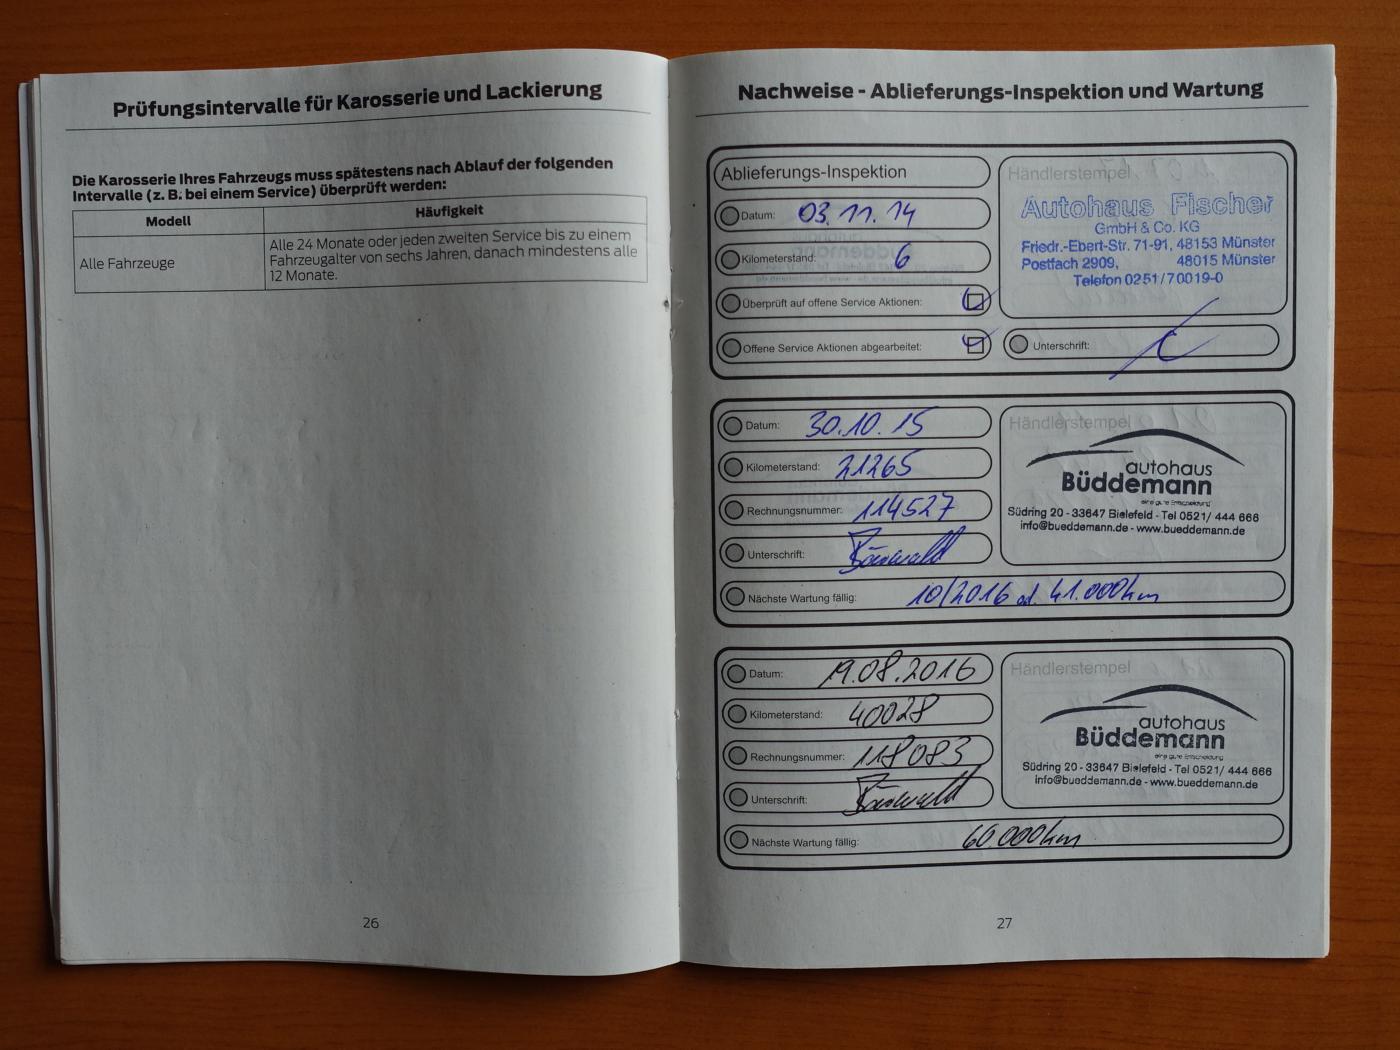 Prüfungsintervalle für Karosserie und Lackierung
Die Karosserie Ihres Fahrzeugs muss spätestens nach Ablauf der folgenden
Intervalle (z. B. bei einem Service) überprüft werden:
Modell
Häufigkeit
Alle Fahrzeuge
Alle 24 Monate oder jeden zweiten Service bis zu einem
Fahrzeugalter von sechs Jahren, danach mindestens alle
12 Monate.
26
Nachweise - Ablieferungs-Inspektion und Wartung
Ablieferungs-Inspektion
Datum: 03.11.14
Kilometerstand: 6
Überprüft auf offene Service Aktionen:
Offene Service Aktionen abgearbeitet:
Händlerstempel
Autohaus Fischer
GmbH & Co. KG
Friedr.-Ebert-Str. 71-91, 48153 Münster
Postfach 2909, 48015 Münster
Telefon 0251/70019-0
Unterschrift:
Datum: 30.10.15
Kilometerstand: 21265
Rechnungsnummer: 114527
Unterschrift:
Nächste Wartung fällig: 10/2016 od. 41.000km
Händlerstempel
autohaus
Büddemann
eine gute Entscheidung
Südring 20 - 33647 Bielefeld - Tel 0521/ 444 666
info@bueddemann.de - www.bueddemann.de
Datum: 19.08.2016
Kilometerstand: 40028
Rechnungsnummer: 118083
Unterschrift:
Nächste Wartung fällig: 60.000km
Händlerstempel
autohaus
Büddemann
eine gute Entscheidung
Südring 20 - 33647 Bielefeld - Tel 0521/ 444 666
info@bueddemann.de - www.bueddemann.de
27